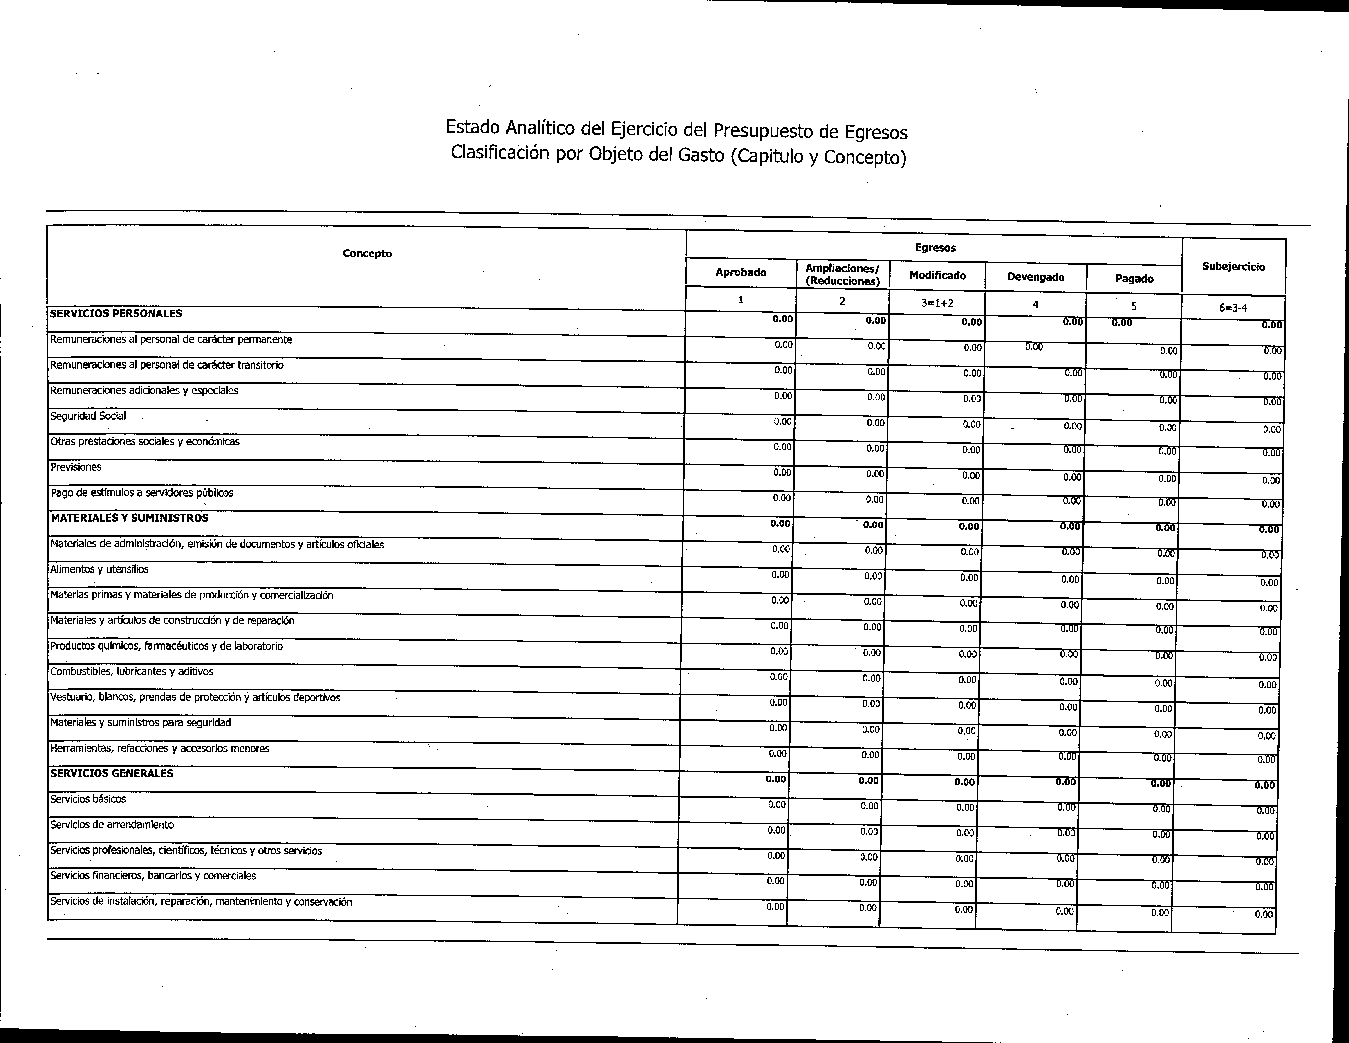 Estado Analítico del Ejercicio del Presupuesto de Egresos
Clasificación por Objeto del Gasto (Capitulo y Concepto)
Concepto Egresos Subejercicio
Aprobado Ampliaciones/ (Reducciones) Modificado Devengado Pagado
1 2 3=1+2 4 5 6=3-4
SERVICIOS PERSONALES 0.00 0.00 0.00 0.00 0.00 0.00
Remuneraciones al personal de carácter permanente 0.00 0.00 0.00 0.00 0.00 0.00
Remuneraciones al personal de carácter transitorio 0.00 0.00 0.00 0.00 0.00 0.00
Remuneraciones adicionales y especiales 0.00 0.00 0.00 0.00 0.00 0.00
Seguridad Social 0.00 0.00 0.00 0.00 0.00 0.00
Otras prestaciones sociales y económicas 0.00 0.00 0.00 0.00 0.00 0.00
Previsiones 0.00 0.00 0.00 0.00 0.00 0.00
Pago de estímulos a servidores públicos 0.00 0.00 0.00 0.00 0.00 0.00
MATERIALES Y SUMINISTROS 0.00 0.00 0.00 0.00 0.00 0.00
Materiales de administración, emisión de documentos y artículos oficiales 0.00 0.00 0.00 0.00 0.00 0.00
Alimentos y utensilios 0.00 0.00 0.00 0.00 0.00 0.00
Materias primas y materiales de producción y comercialización 0.00 0.00 0.00 0.00 0.00 0.00
Materiales y artículos de construcción y de reparación 0.00 0.00 0.00 0.00 0.00 0.00
Productos químicos, farmacéuticos y de laboratorio 0.00 0.00 0.00 0.00 0.00 0.00
Combustibles, lubricantes y aditivos 0.00 0.00 0.00 0.00 0.00 0.00
Vestuario, blancos, prendas de protección y artículos deportivos 0.00 0.00 0.00 0.00 0.00 0.00
Materiales y suministros para seguridad 0.00 0.00 0.00 0.00 0.00 0.00
Herramientas, refacciones y accesorios menores 0.00 0.00 0.00 0.00 0.00 0.00
SERVICIOS GENERALES 0.00 0.00 0.00 0.00 0.00 0.00
Servicios básicos 0.00 0.00 0.00 0.00 0.00 0.00
Servicios de arrendamiento 0.00 0.00 0.00 0.00 0.00 0.00
Servicios profesionales, científicos, técnicos y otros servicios 0.00 0.00 0.00 0.00 0.00 0.00
Servicios financieros, bancarios y comerciales 0.00 0.00 0.00 0.00 0.00 0.00
Servicios de instalación, reparación, mantenimiento y conservación 0.00 0.00 0.00 0.00 0.00 0.00